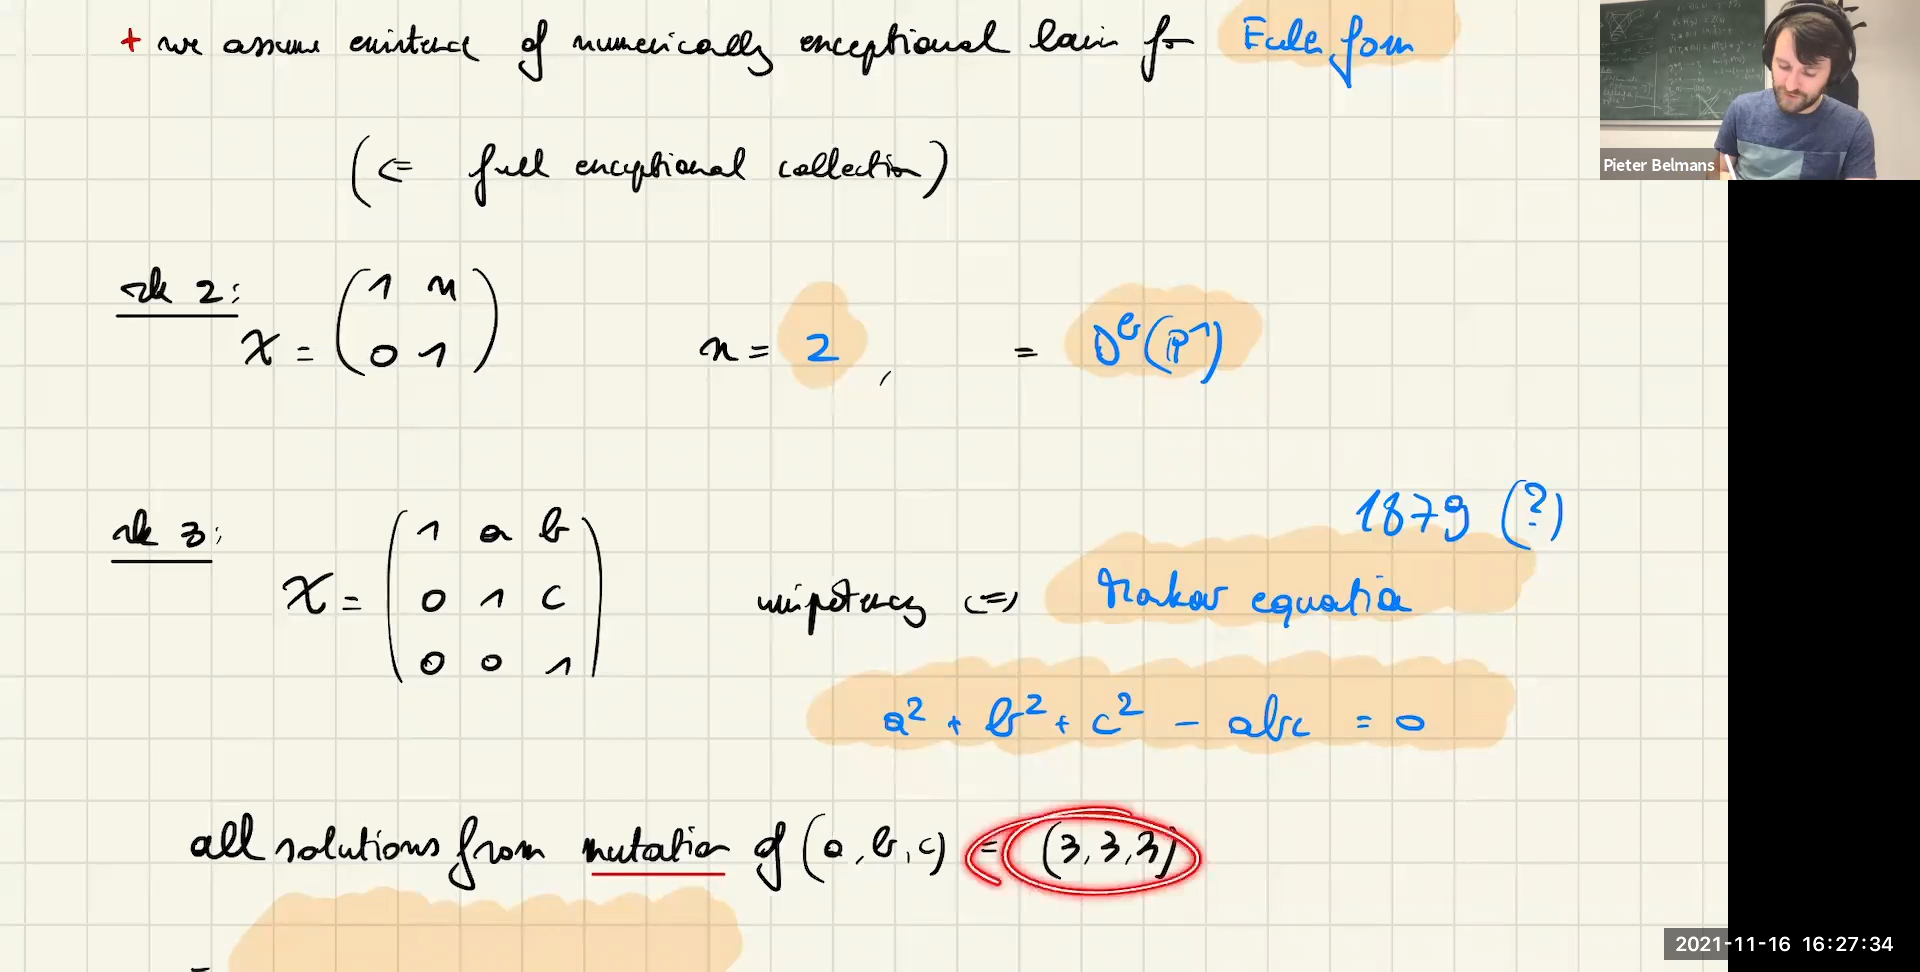 + we assume existence of numerically exceptional basis for Euler form
(⇐ full exceptional collection)
rk 2:
χ = (1 n
0 1)
n = 2 , = Dᵇ(P¹)
Pieter Belmans
1879 (?)
rk 3:
χ = (1 a b
0 1 c
0 0 1)
unipotency ⇔ Markov equation
a² + b² + c² - abc = 0
all solutions from mutation of (a, b, c) = (3, 3, 3)
=
2021-11-16 16:27:34